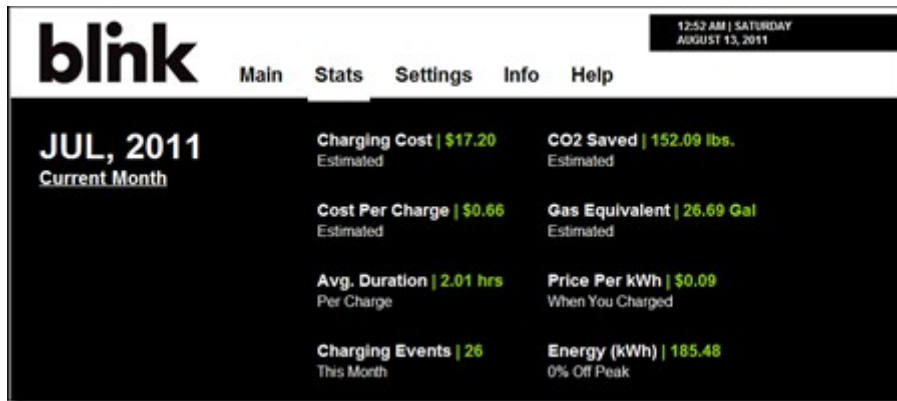 blink
12:52 AM | SATURDAY
AUGUST 13, 2011
Main Stats Settings Info Help
JUL, 2011
Current Month
Charging Cost | $17.20
Estimated
CO2 Saved | 152.09 lbs.
Estimated
Cost Per Charge | $0.66
Estimated
Gas Equivalent | 26.69 Gal
Estimated
Avg. Duration | 2.01 hrs
Per Charge
Price Per kWh | $0.09
When You Charged
Charging Events | 26
This Month
Energy (kWh) | 185.48
0% Off Peak